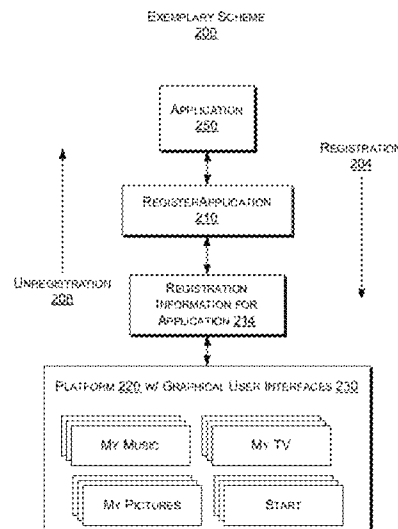 EXEMPLARY SCHEME
200
APPLICATION
250
REGISTRATION
204
REGISTERAPPLICATION
210
UNREGISTRATION
208
REGISTRATION
INFORMATION FOR
APPLICATION 214
PLATFORM 220 W/ GRAPHICAL USER INTERFACES 230
MY MUSIC
MY TV
MY PICTURES
START